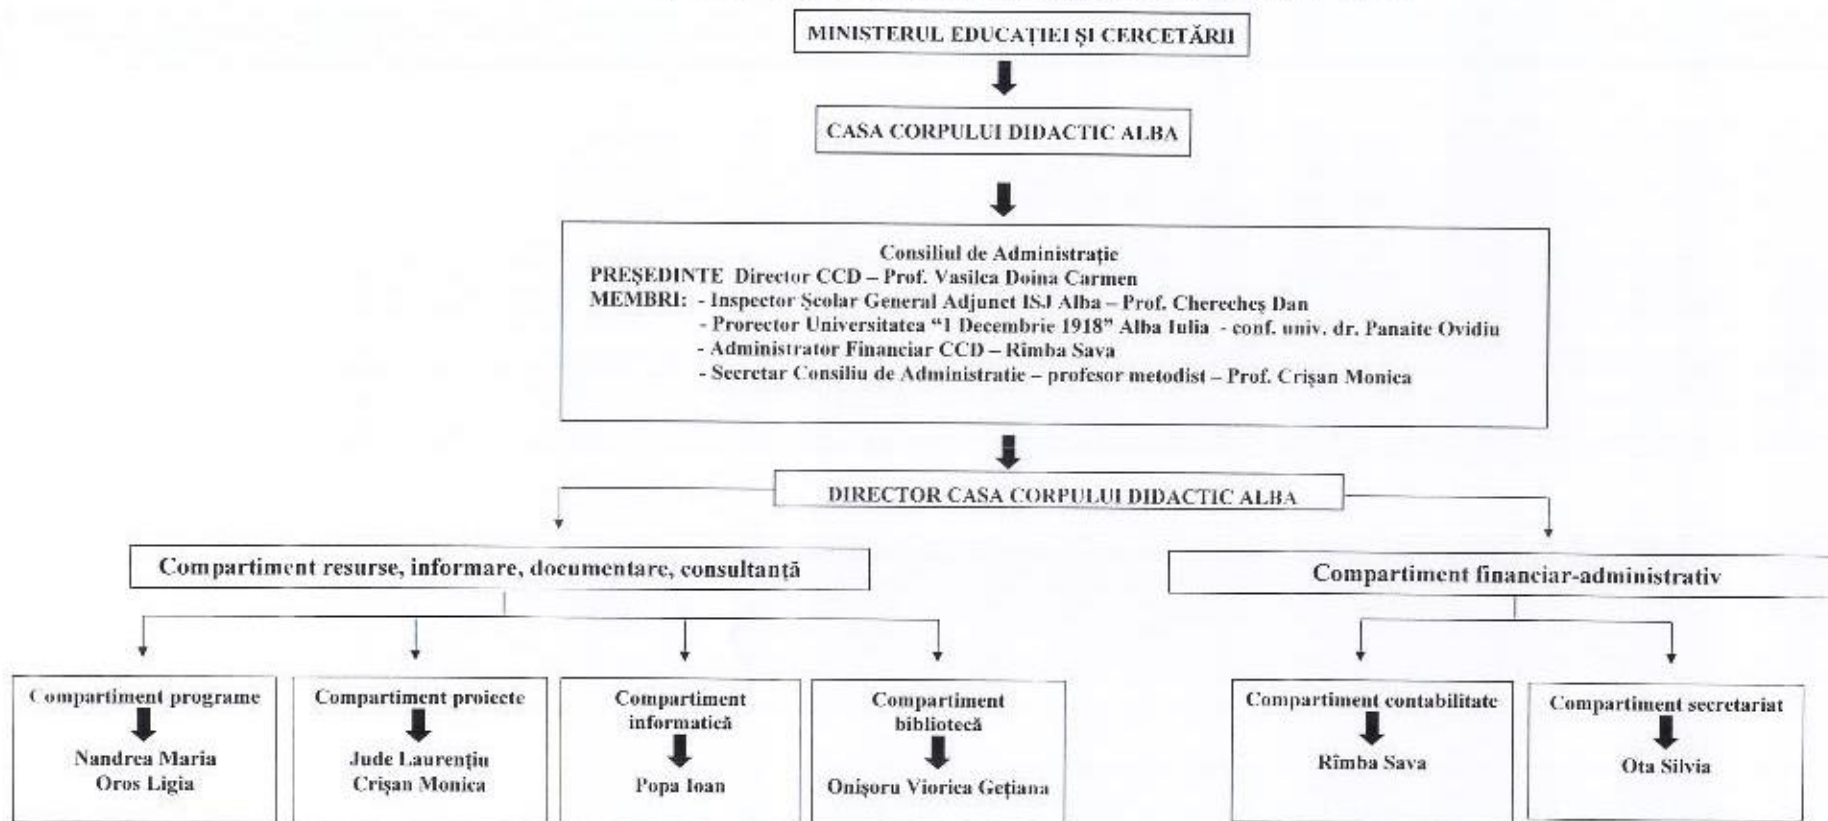 MINISTERUL EDUCAȚIEI ȘI CERCETĂRII
CASA CORPULUI DIDACTIC ALBA
Consiliul de Administrație
PREȘEDINTE Director CCD – Prof. Vasilca Doina Carmen
MEMBRI: - Inspector Școlar General Adjunct ISJ Alba – Prof. Cherecheș Dan
- Prorector Universitatea “1 Decembrie 1918” Alba Iulia - conf. univ. dr. Panaite Ovidiu
- Administrator Financiar CCD – Rîmba Sava
- Secretar Consiliu de Administratie – profesor metodist – Prof. Crișan Monica
DIRECTOR CASA CORPULUI DIDACTIC ALBA
Compartiment resurse, informare, documentare, consultanță
Compartiment financiar-administrativ
Compartiment programe
Nandrea Maria
Oros Ligia
Compartiment proiecte
Jude Laurențiu
Crișan Monica
Compartiment
informatică
Popa Ioan
Compartiment
bibliotecă
Onișoru Viorica Gețiana
Compartiment contabilitate
Rîmba Sava
Compartiment secretariat
Ota Silvia